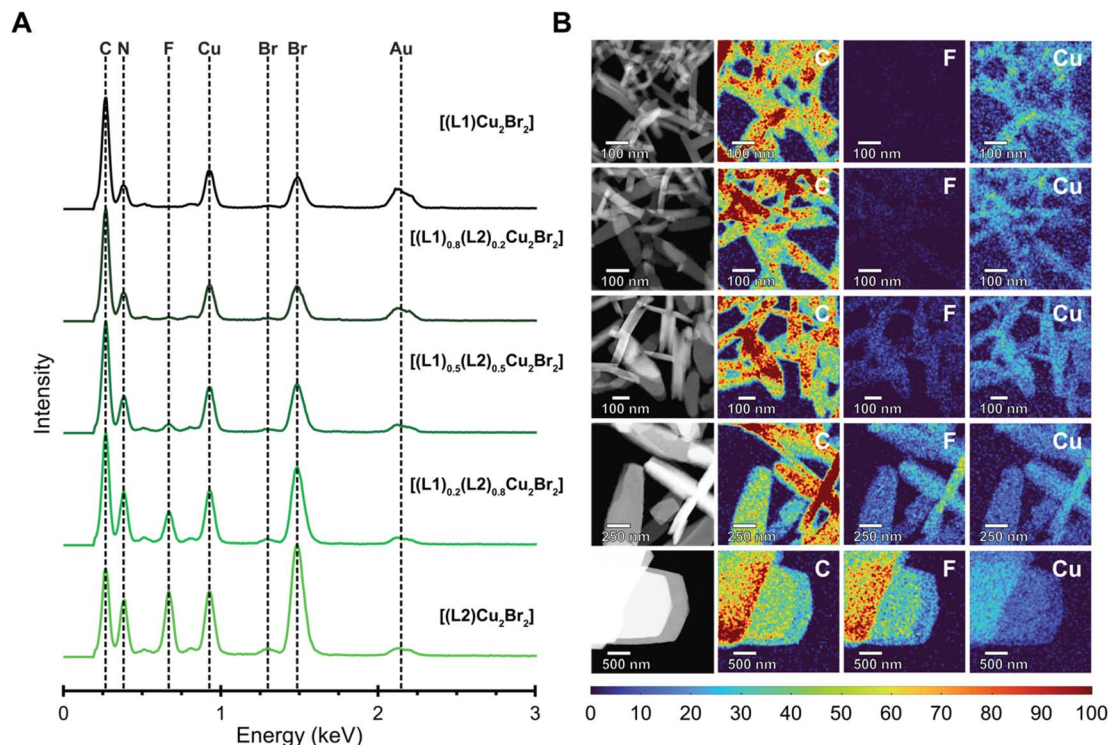 A
C N F Cu Br Br Au
[(L1)Cu₂Br₂]
[(L1)₀.₈(L2)₀.₂Cu₂Br₂]
[(L1)₀.₅(L2)₀.₅Cu₂Br₂]
[(L1)₀.₂(L2)₀.₈Cu₂Br₂]
[(L2)Cu₂Br₂]
Intensity
0 1 2 3
Energy (keV)
B
C F Cu
100 nm 100 nm 100 nm 100 nm
C F Cu
100 nm 100 nm 100 nm 100 nm
C F Cu
100 nm 100 nm 100 nm 100 nm
C F Cu
250 nm 250 nm 250 nm 250 nm
C F Cu
500 nm 500 nm 500 nm 500 nm
0 10 20 30 40 50 60 70 80 90 100